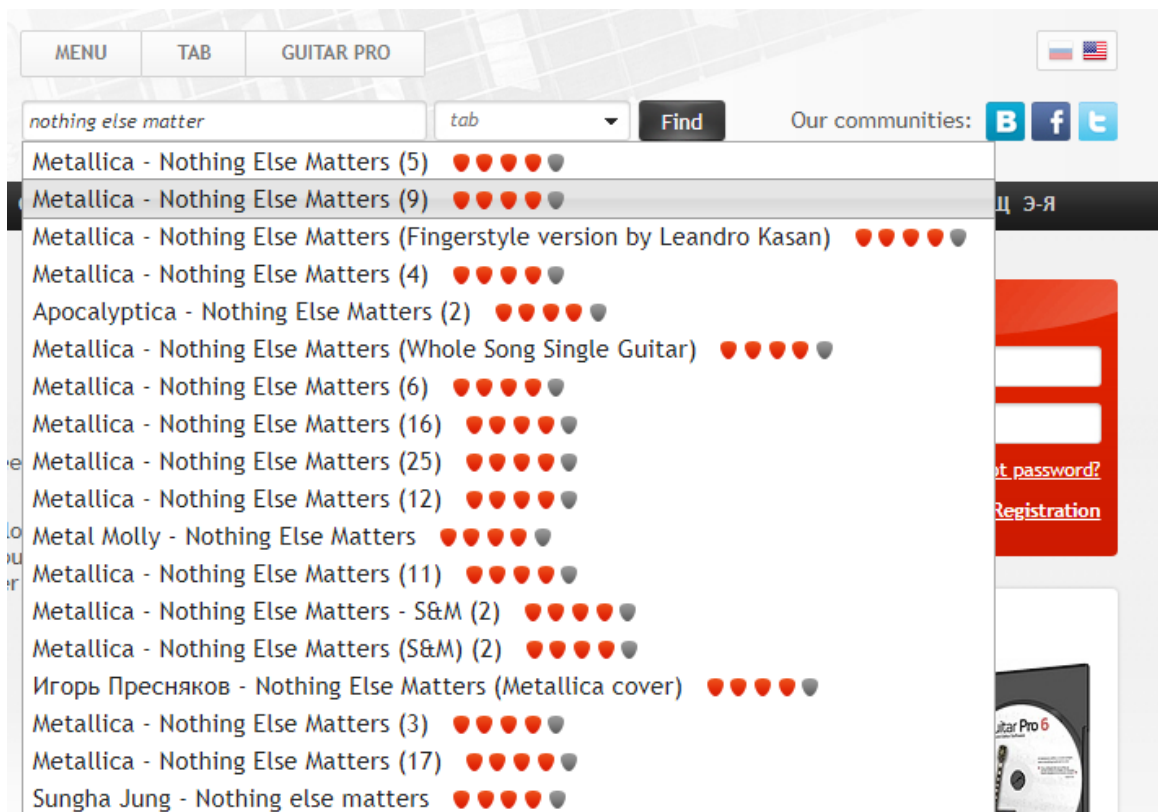 MENU TAB GUITAR PRO
nothing else matter tab Find Our communities: B f t
Metallica - Nothing Else Matters (5)
Metallica - Nothing Else Matters (9)
Щ Э-Я
Metallica - Nothing Else Matters (Fingerstyle version by Leandro Kasan)
Metallica - Nothing Else Matters (4)
Apocalyptica - Nothing Else Matters (2)
Metallica - Nothing Else Matters (Whole Song Single Guitar)
Metallica - Nothing Else Matters (6)
Metallica - Nothing Else Matters (16)
Metallica - Nothing Else Matters (25)
ot password?
Metallica - Nothing Else Matters (12)
Registration
Metal Molly - Nothing Else Matters
Metallica - Nothing Else Matters (11)
Metallica - Nothing Else Matters - S&M (2)
Metallica - Nothing Else Matters (S&M) (2)
Игорь Пресняков - Nothing Else Matters (Metallica cover)
Metallica - Nothing Else Matters (3)
uitar Pro 6
Metallica - Nothing Else Matters (17)
Sungha Jung - Nothing else matters